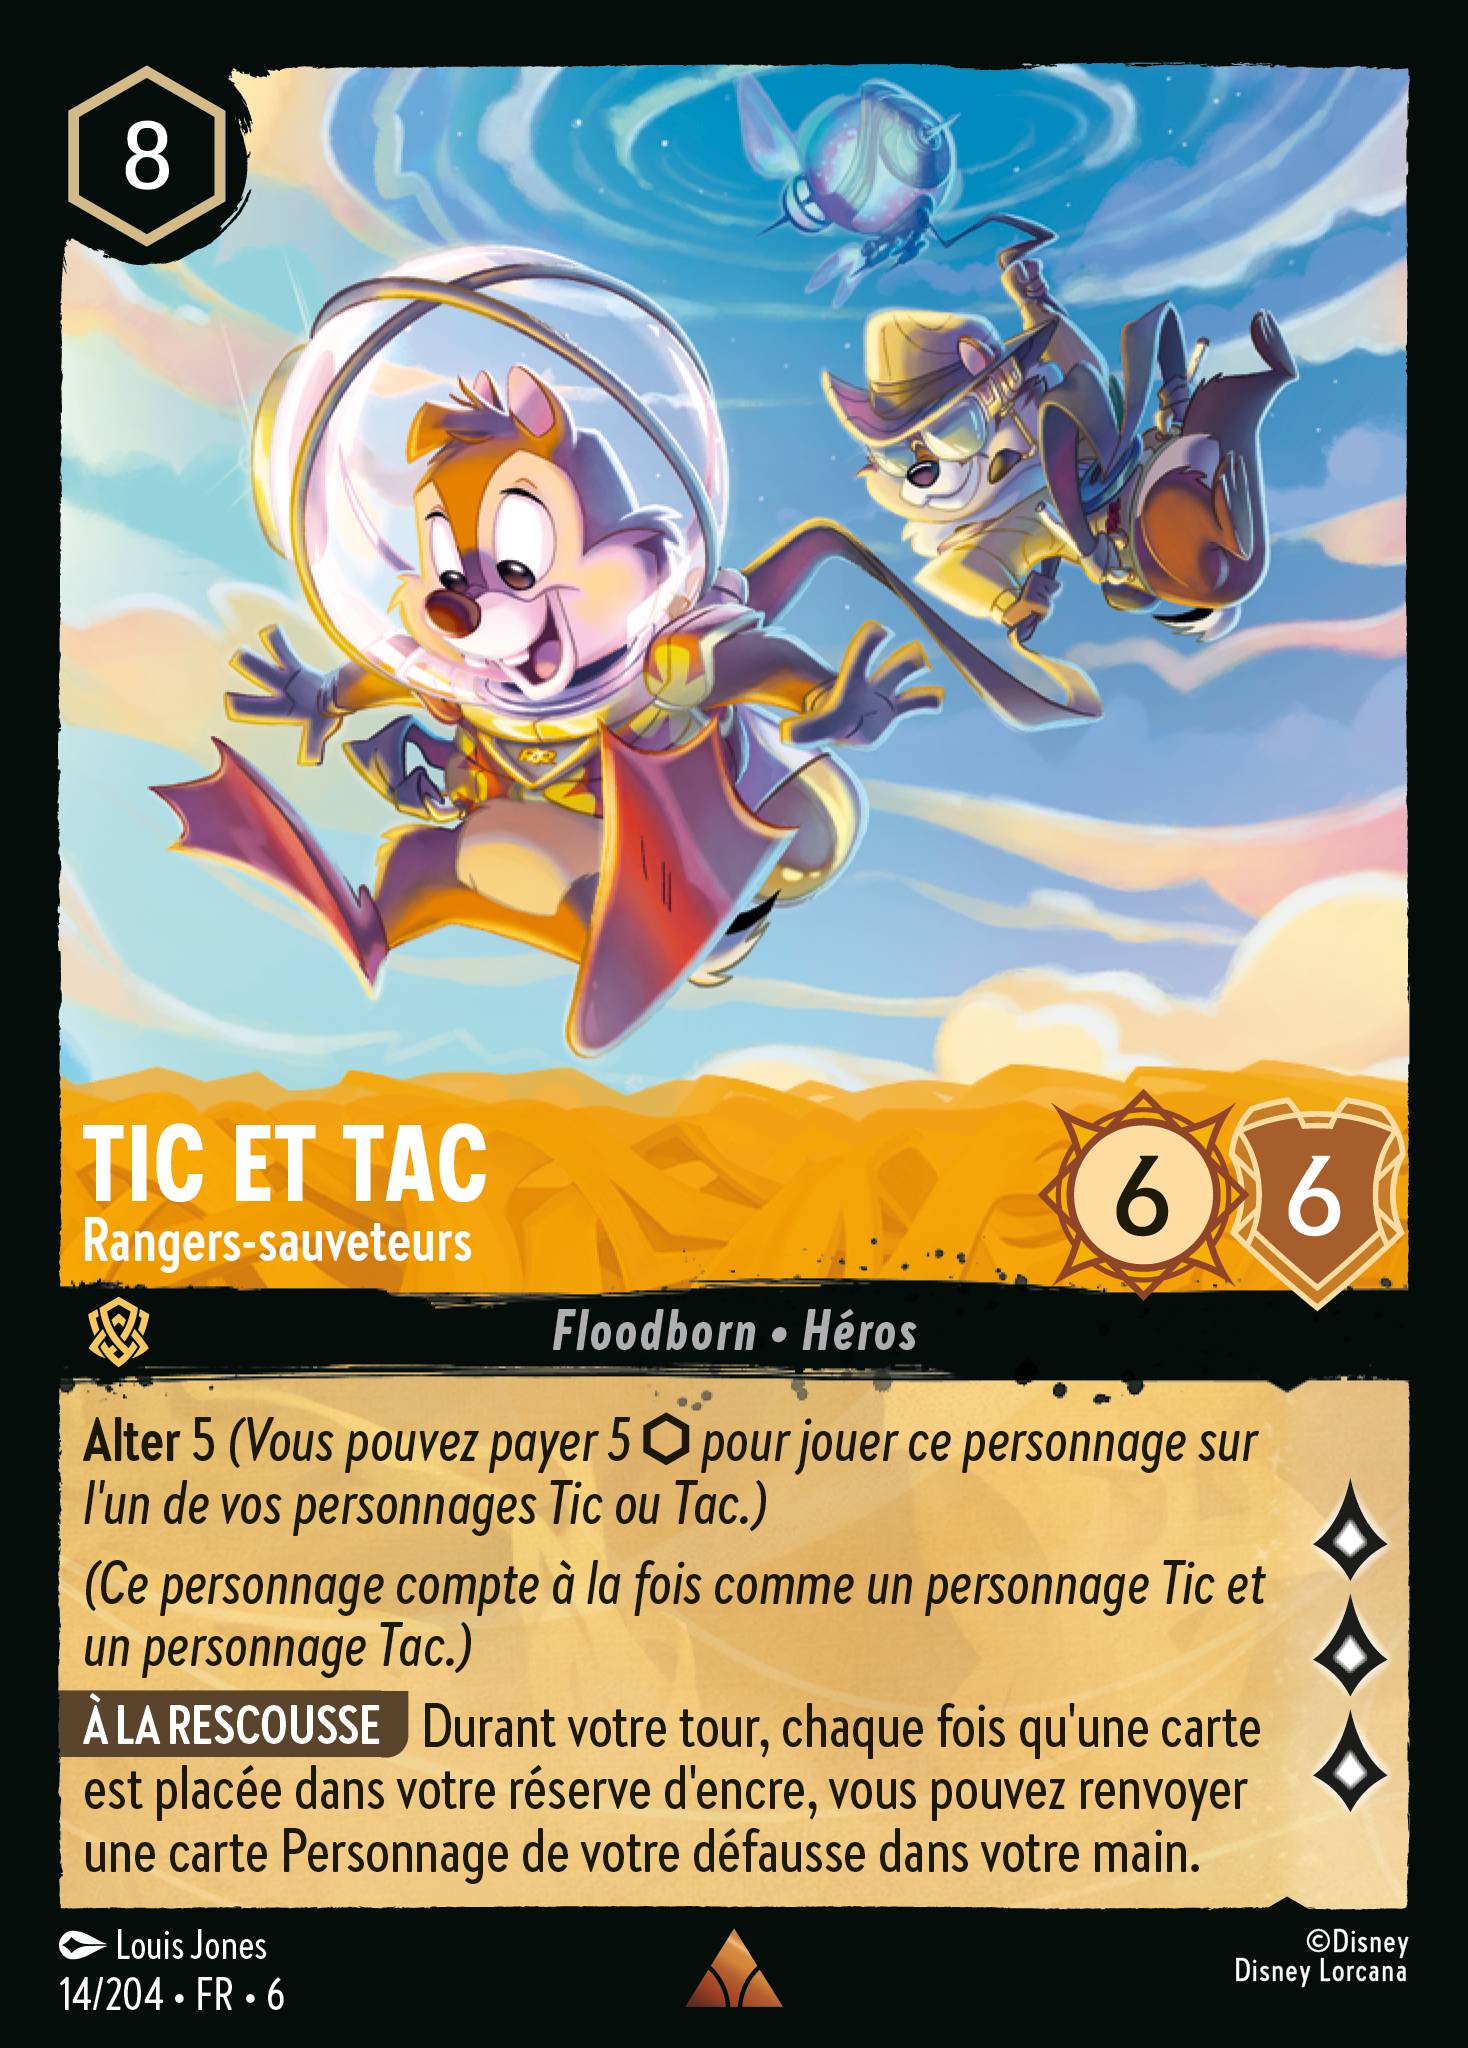 8
TIC ET TAC
Rangers-sauveteurs
6
6
Floodborn • Héros
Alter 5 (Vous pouvez payer 5 ⬡ pour jouer ce personnage sur
l'un de vos personnages Tic ou Tac.)
(Ce personnage compte à la fois comme un personnage Tic et
un personnage Tac.)
À LA RESCOUSSE Durant votre tour, chaque fois qu'une carte
est placée dans votre réserve d'encre, vous pouvez renvoyer
une carte Personnage de votre défausse dans votre main.
Louis Jones
14/204 • FR • 6
©Disney
Disney Lorcana